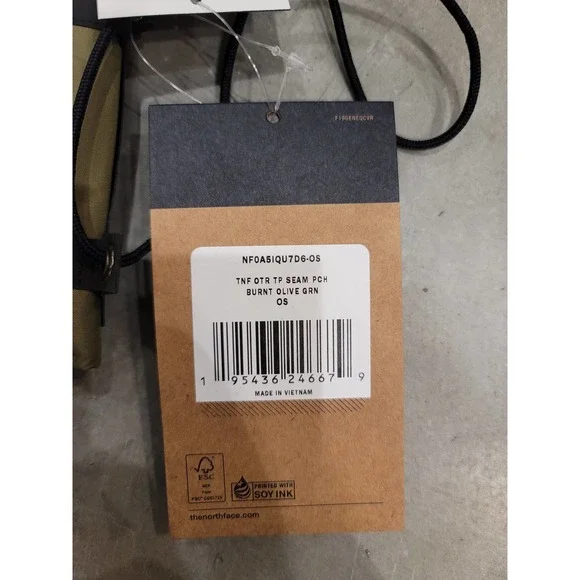 NF0A5IQU7D6-OS
TNF OTR TP SEAM PCH
BURNT OLIVE GRN
OS
1 95436 24667 9
MADE IN VIETNAM
FSC
PRINTED WITH
SOY INK
thenorthface.com